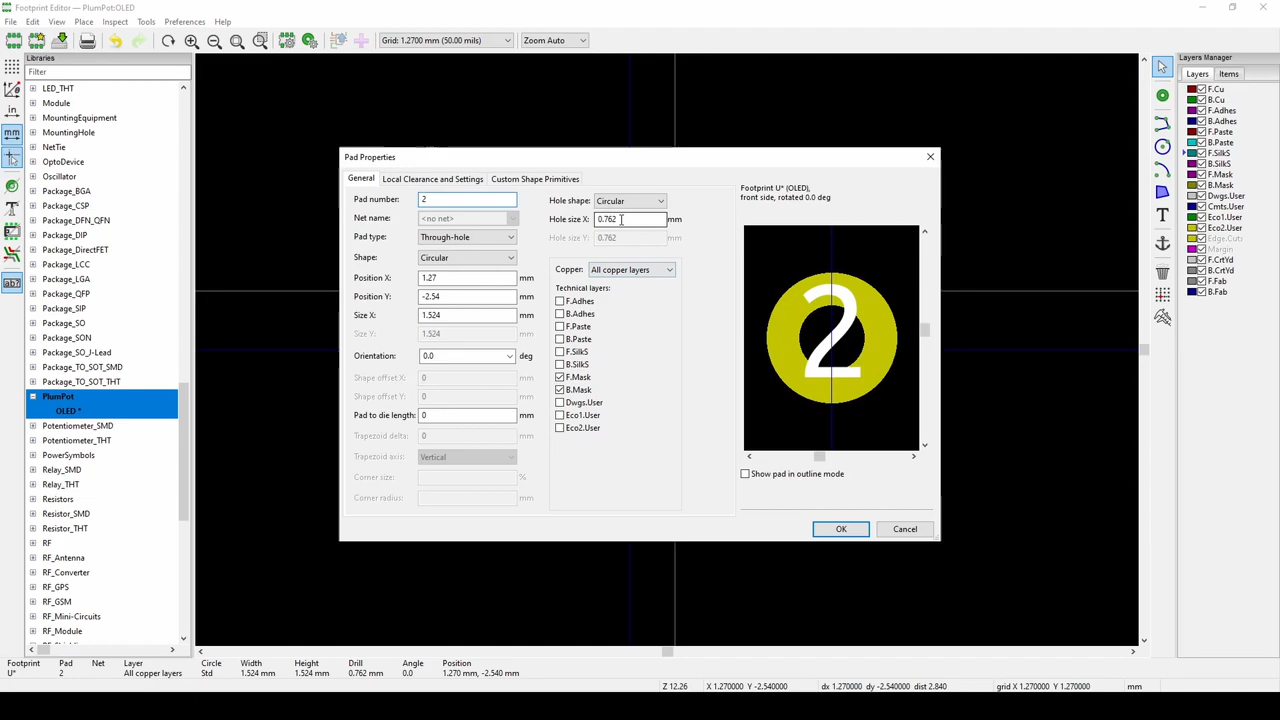 Footprint Editor — PlumPot:OLED
File Edit View Place Inspect Tools Preferences Help
Grid: 1.2700 mm (50.00 mils)
Zoom Auto
Libraries
Filter
LED_THT
Module
MountingEquipment
MountingHole
NetTie
OptoDevice
Oscillator
Package_BGA
Package_CSP
Package_DFN_QFN
Package_DIP
Package_DirectFET
Package_LCC
Package_LGA
Package_QFP
Package_SIP
Package_SO
Package_SON
Package_SO_J-Lead
Package_TO_SOT_SMD
Package_TO_SOT_THT
PlumPot
OLED *
Potentiometer_SMD
Potentiometer_THT
PowerSymbols
Relay_SMD
Relay_THT
Resistors
Resistor_SMD
Resistor_THT
RF
RF_Antenna
RF_Converter
RF_GPS
RF_GSM
RF_Mini-Circuits
RF_Module
in
mm
ab?
Pad Properties
General Local Clearance and Settings Custom Shape Primitives
Pad number: 2
Net name: <no net>
Pad type: Through-hole
Shape: Circular
Position X: 1.27 mm
Position Y: -2.54 mm
Size X: 1.524 mm
Size Y: 1.524 mm
Orientation: 0.0 deg
Shape offset X: 0 mm
Shape offset Y: 0 mm
Pad to die length: 0 mm
Trapezoid delta: 0 mm
Trapezoid axis: Vertical
Corner size: %
Corner radius: mm
Hole shape: Circular
Hole size X: 0.762 mm
Hole size Y: 0.762 mm
Copper: All copper layers
Technical layers:
F.Adhes
B.Adhes
F.Paste
B.Paste
F.SilkS
B.SilkS
F.Mask
B.Mask
Dwgs.User
Eco1.User
Eco2.User
Footprint U* (OLED),
front side, rotated 0.0 deg
2
Show pad in outline mode
OK Cancel
Layers Manager
Layers Items
F.Cu
B.Cu
F.Adhes
B.Adhes
F.Paste
B.Paste
F.SilkS
B.SilkS
F.Mask
B.Mask
Dwgs.User
Cmts.User
Eco1.User
Eco2.User
Edge.Cuts
Margin
F.CrtYd
B.CrtYd
F.Fab
B.Fab
Footprint Pad Net Layer Circle Width Height Drill Angle Position
U* 2 All copper layers Std 1.524 mm 1.524 mm 0.762 mm 0.0 1.270 mm, -2.540 mm
Z 12.26 X 1.270000 Y -2.540000 dx 1.270000 dy -2.540000 dist 2.840 grid X 1.270000 Y 1.270000 mm